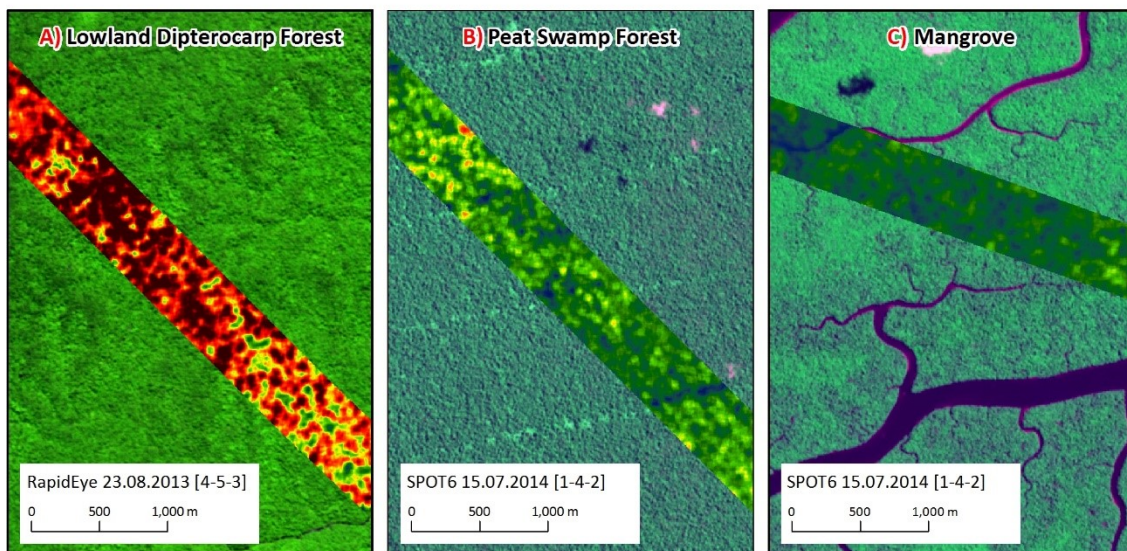 A) Lowland Dipterocarp Forest
RapidEye 23.08.2013 [4-5-3]
0 500 1,000 m
B) Peat Swamp Forest
SPOT6 15.07.2014 [1-4-2]
0 500 1,000 m
C) Mangrove
SPOT6 15.07.2014 [1-4-2]
0 500 1,000 m